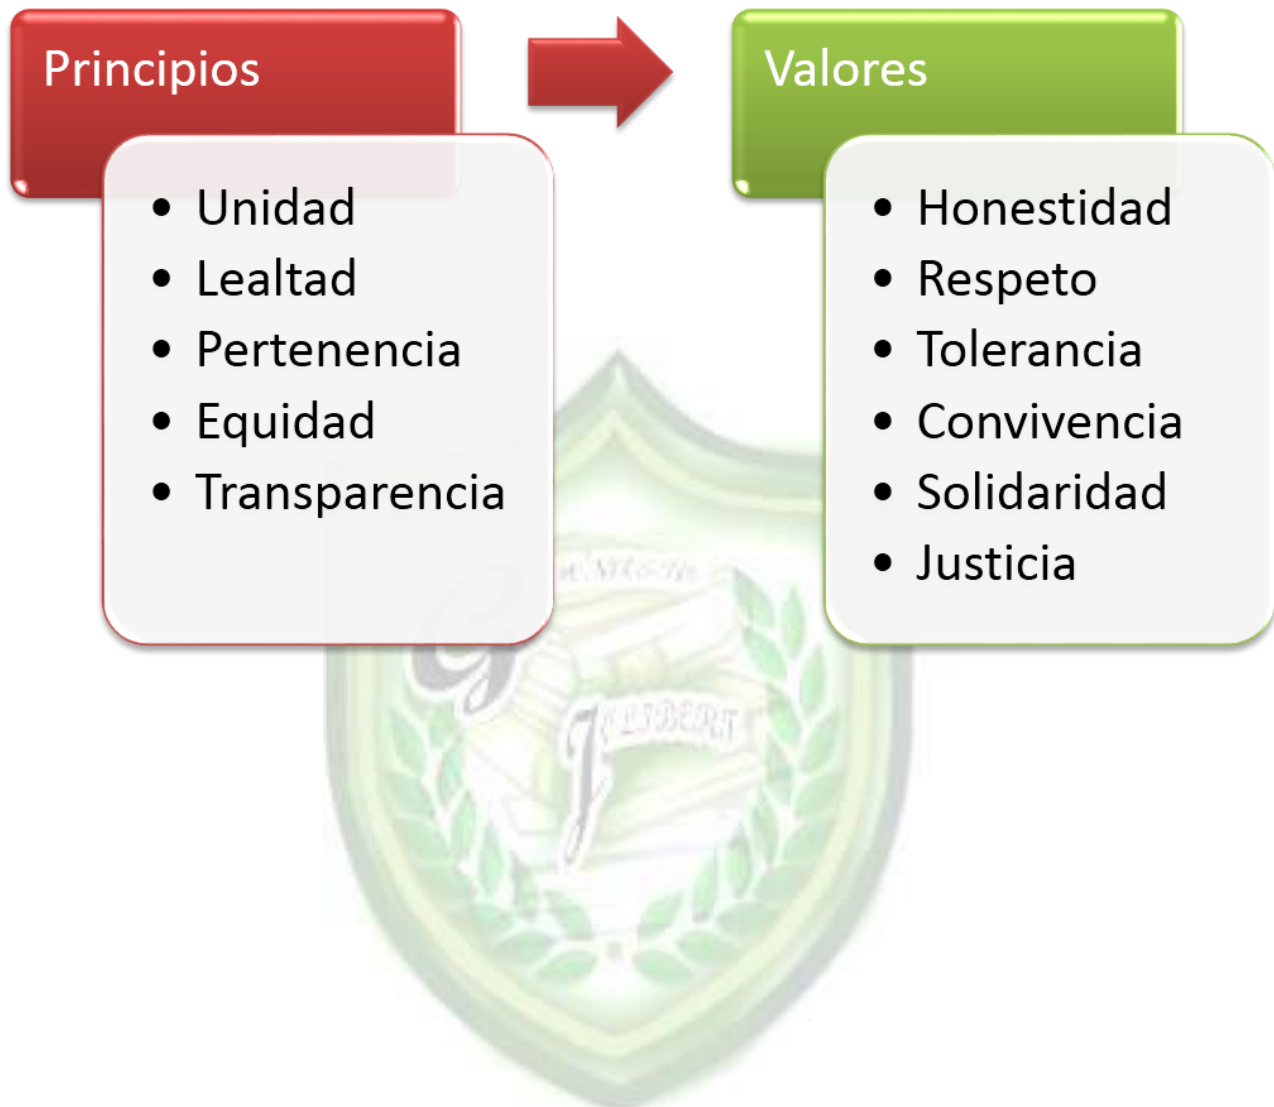 Principios
• Unidad
• Lealtad
• Pertenencia
• Equidad
• Transparencia
Valores
• Honestidad
• Respeto
• Tolerancia
• Convivencia
• Solidaridad
• Justicia